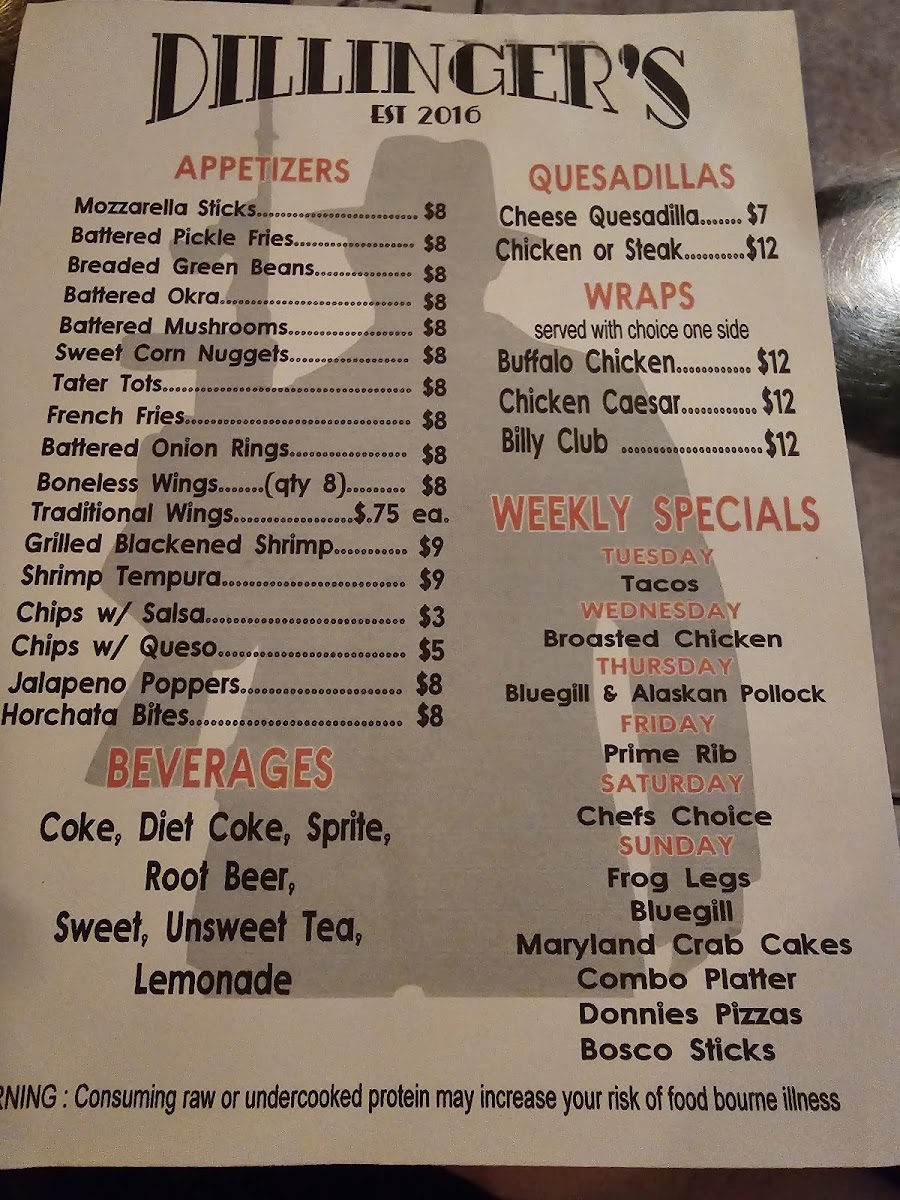 DILLINGER'S
EST 2016
APPETIZERS
Mozzarella Sticks.......................... $8
Battered Pickle Fries.................... $8
Breaded Green Beans................ $8
Battered Okra................................ $8
Battered Mushrooms..................... $8
Sweet Corn Nuggets.................... $8
Tater Tots......................................... $8
French Fries..................................... $8
Battered Onion Rings................... $8
Boneless Wings.......(qty 8)......... $8
Traditional Wings...................$.75 ea.
Grilled Blackened Shrimp............ $9
Shrimp Tempura.............................. $9
Chips w/ Salsa................................ $3
Chips w/ Queso.............................. $5
Jalapeno Poppers.......................... $8
Horchata Bites.................................. $8
BEVERAGES
Coke, Diet Coke, Sprite,
Root Beer,
Sweet, Unsweet Tea,
Lemonade
QUESADILLAS
Cheese Quesadilla....... $7
Chicken or Steak...........$12
WRAPS
served with choice one side
Buffalo Chicken............. $12
Chicken Caesar............. $12
Billy Club ........................$12
WEEKLY SPECIALS
TUESDAY
Tacos
WEDNESDAY
Broasted Chicken
THURSDAY
Bluegill & Alaskan Pollock
FRIDAY
Prime Rib
SATURDAY
Chefs Choice
SUNDAY
Frog Legs
Bluegill
Maryland Crab Cakes
Combo Platter
Donnies Pizzas
Bosco Sticks
RNING : Consuming raw or undercooked protein may increase your risk of food bourne illness